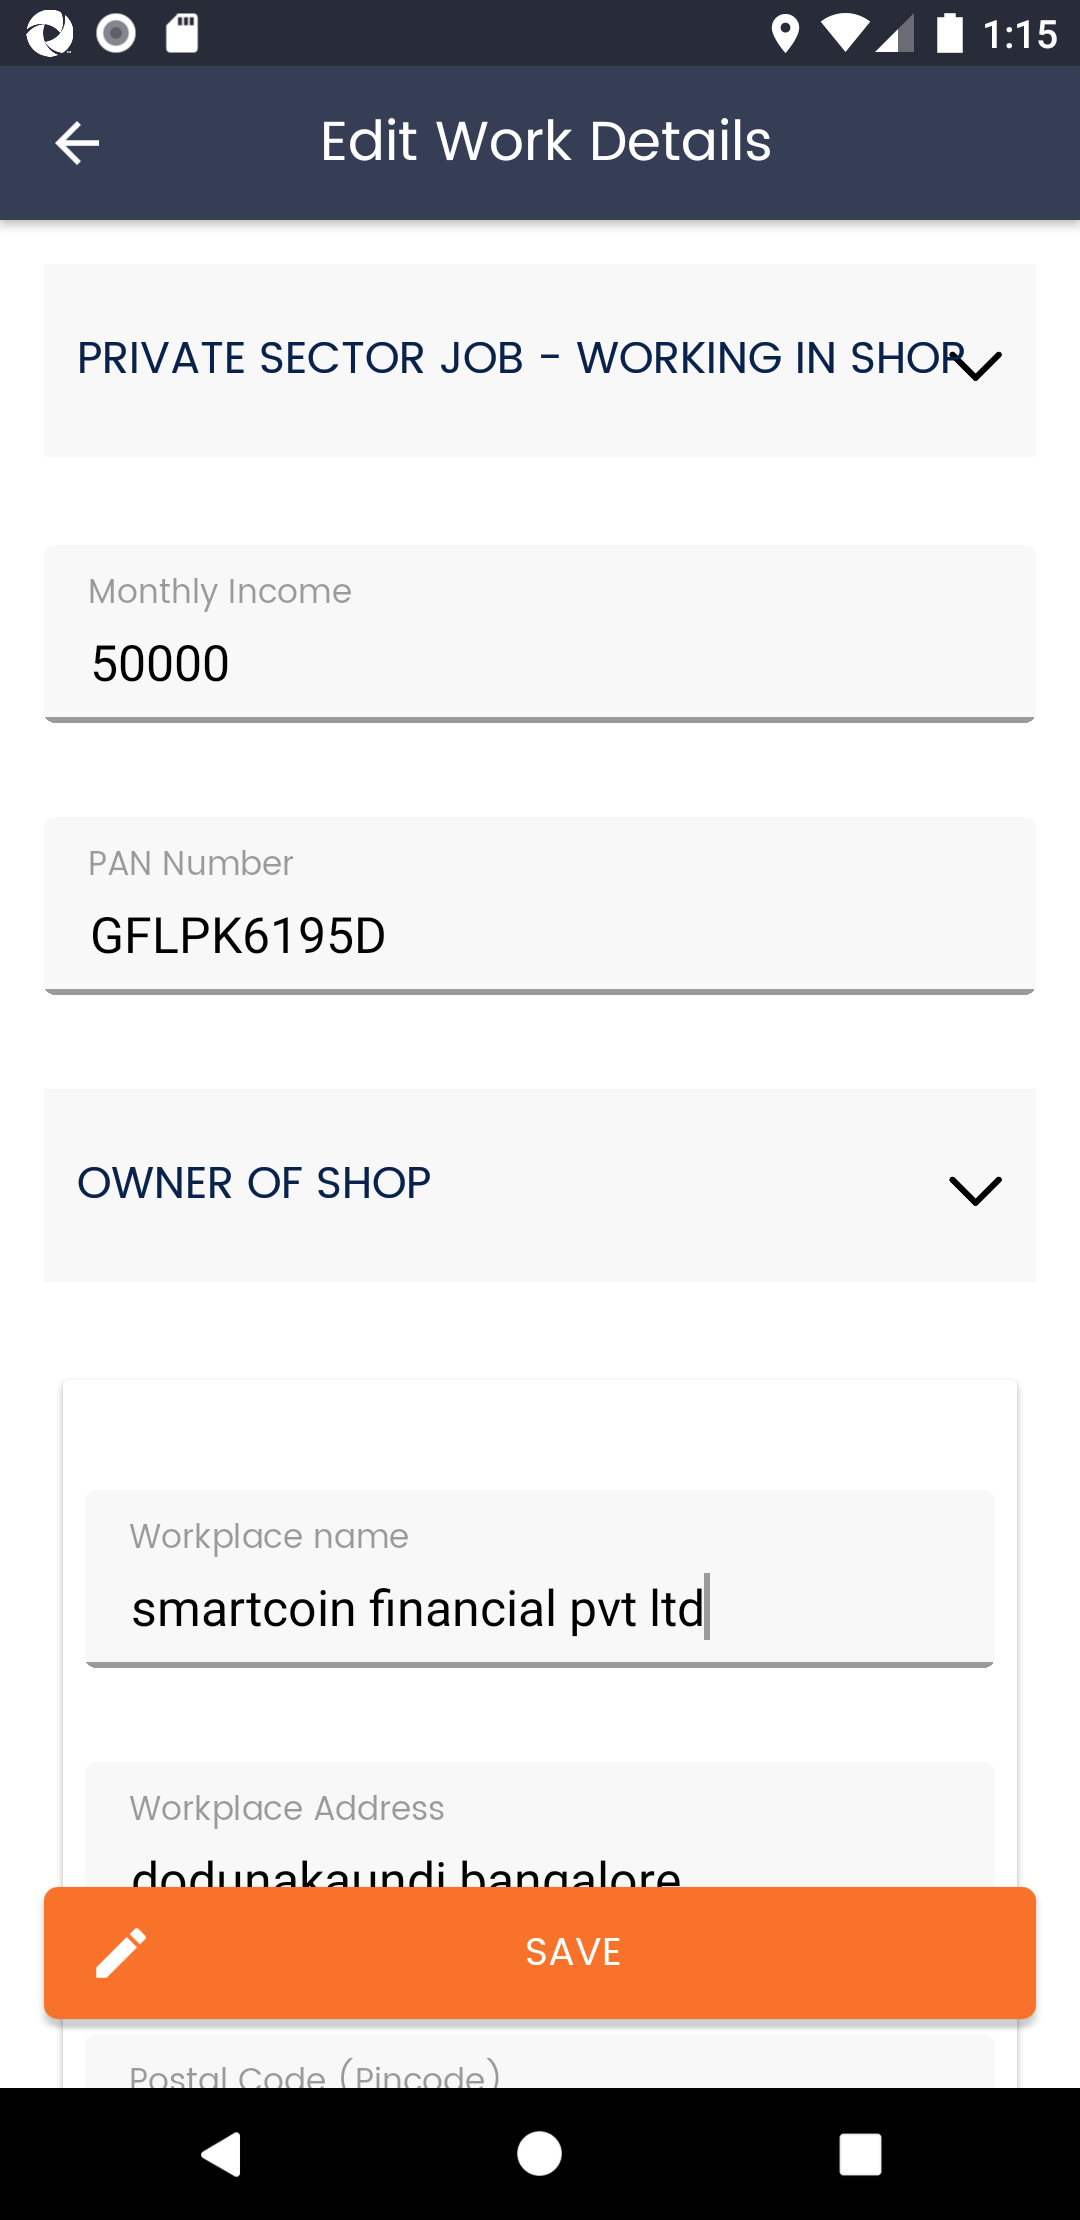 1:15
Edit Work Details
PRIVATE SECTOR JOB - WORKING IN SHOP
Monthly Income
50000
PAN Number
GFLPK6195D
OWNER OF SHOP
Workplace name
smartcoin financial pvt ltd
Workplace Address
dodunakaundi bangalore
SAVE
Postal Code (Pincode)